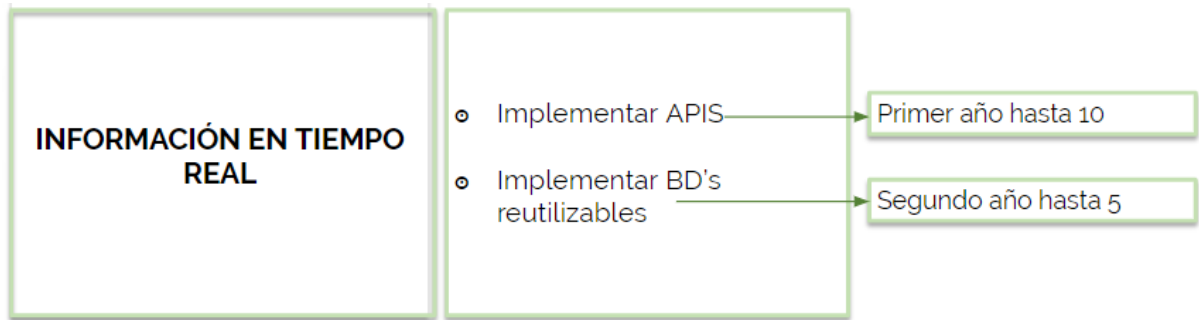 INFORMACIÓN EN TIEMPO
REAL
Implementar APIS
Primer año hasta 10
Implementar BD's
reutilizables
Segundo año hasta 5